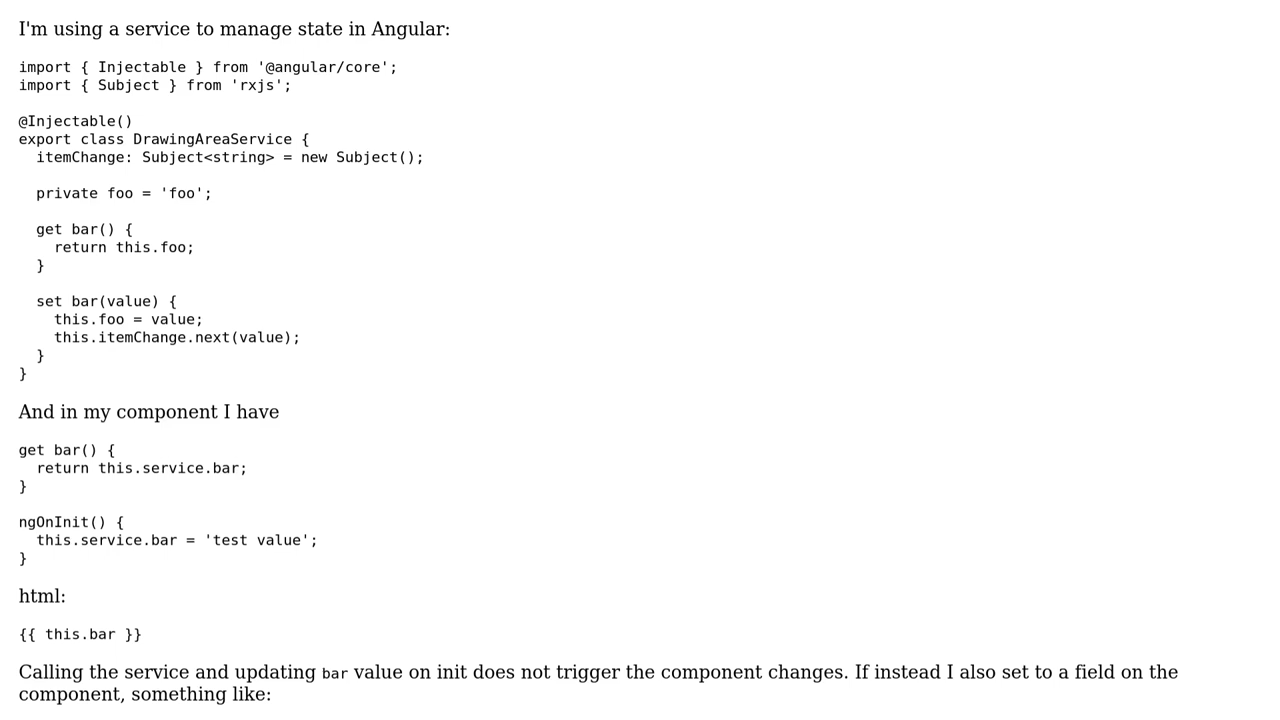 I'm using a service to manage state in Angular:
import { Injectable } from '@angular/core';
import { Subject } from 'rxjs';
@Injectable()
export class DrawingAreaService {
  itemChange: Subject<string> = new Subject();
  private foo = 'foo';
  get bar() {
    return this.foo;
  }
  set bar(value) {
    this.foo = value;
    this.itemChange.next(value);
  }
}
And in my component I have
get bar() {
  return this.service.bar;
}
ngOnInit() {
  this.service.bar = 'test value';
}
html:
{{ this.bar }}
Calling the service and updating bar value on init does not trigger the component changes. If instead I also set to a field on the
component, something like: